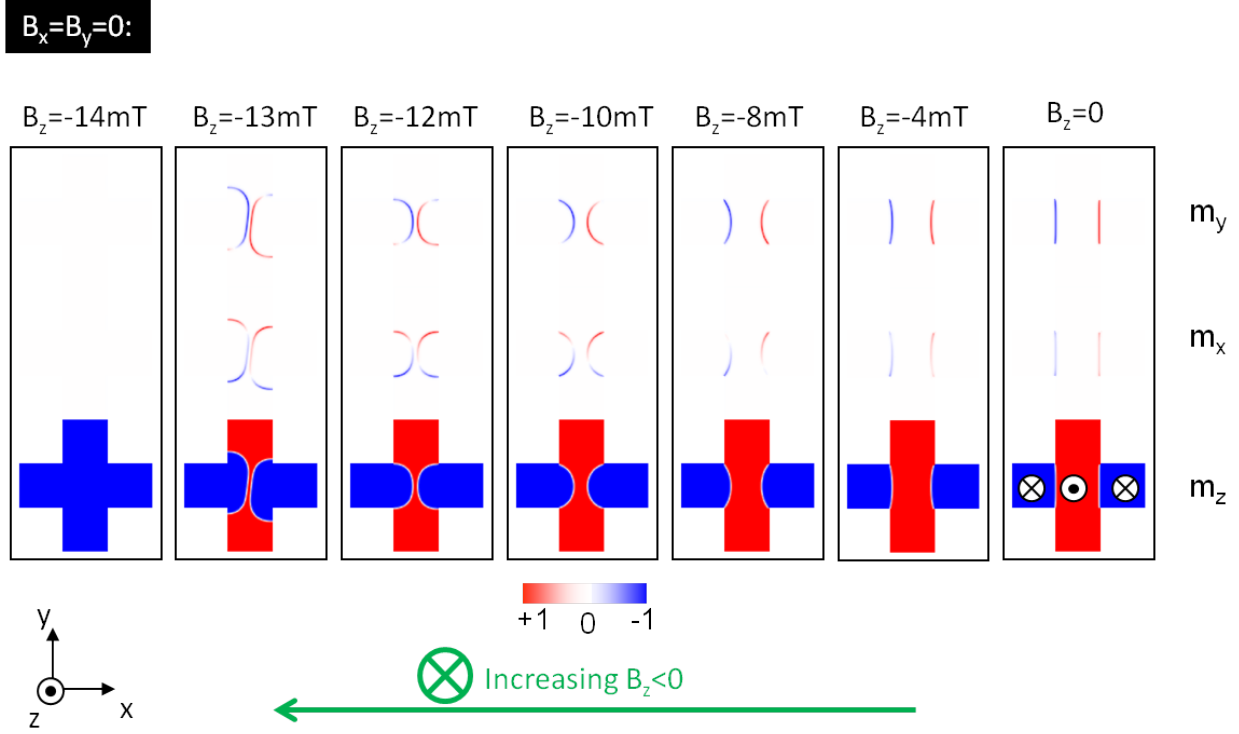 Bx=By=0:
Bz=-14mT Bz=-13mT Bz=-12mT Bz=-10mT Bz=-8mT Bz=-4mT Bz=0
my
mx
mz
+1 0 -1
y
z
x
Increasing Bz<0